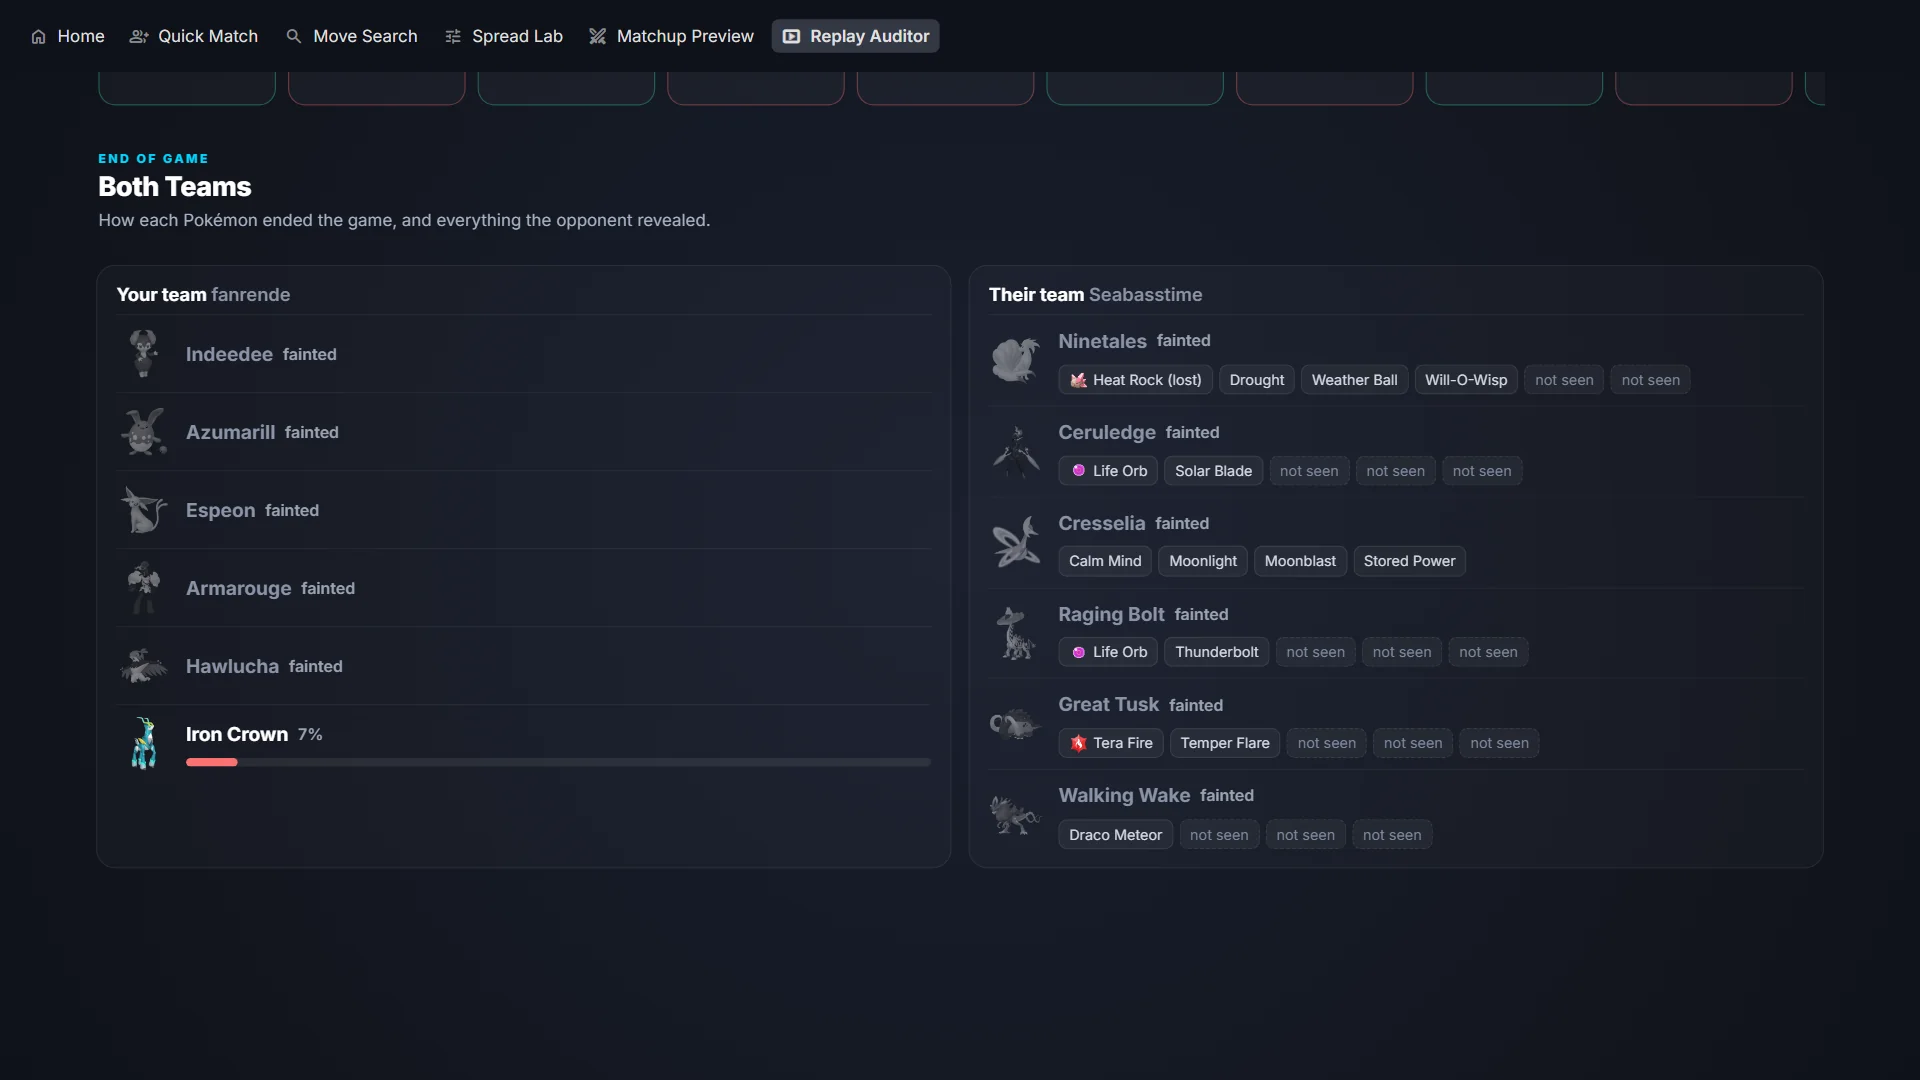 Home Quick Match Move Search Spread Lab Matchup Preview Replay Auditor
END OF GAME
Both Teams
How each Pokémon ended the game, and everything the opponent revealed.
Your team fanrende
Indeedee fainted
Azumarill fainted
Espeon fainted
Armarouge fainted
Hawlucha fainted
Iron Crown 7%
Their team Seabasstime
Ninetales fainted
Heat Rock (lost) Drought Weather Ball Will-O-Wisp not seen not seen
Ceruledge fainted
Life Orb Solar Blade not seen not seen not seen
Cresselia fainted
Calm Mind Moonlight Moonblast Stored Power
Raging Bolt fainted
Life Orb Thunderbolt not seen not seen not seen
Great Tusk fainted
Tera Fire Temper Flare not seen not seen not seen
Walking Wake fainted
Draco Meteor not seen not seen not seen